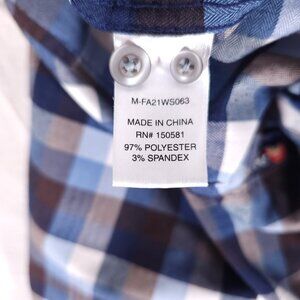 M-FA21WS063
MADE IN CHINA
RN# 150581
97% POLYESTER
3% SPANDEX